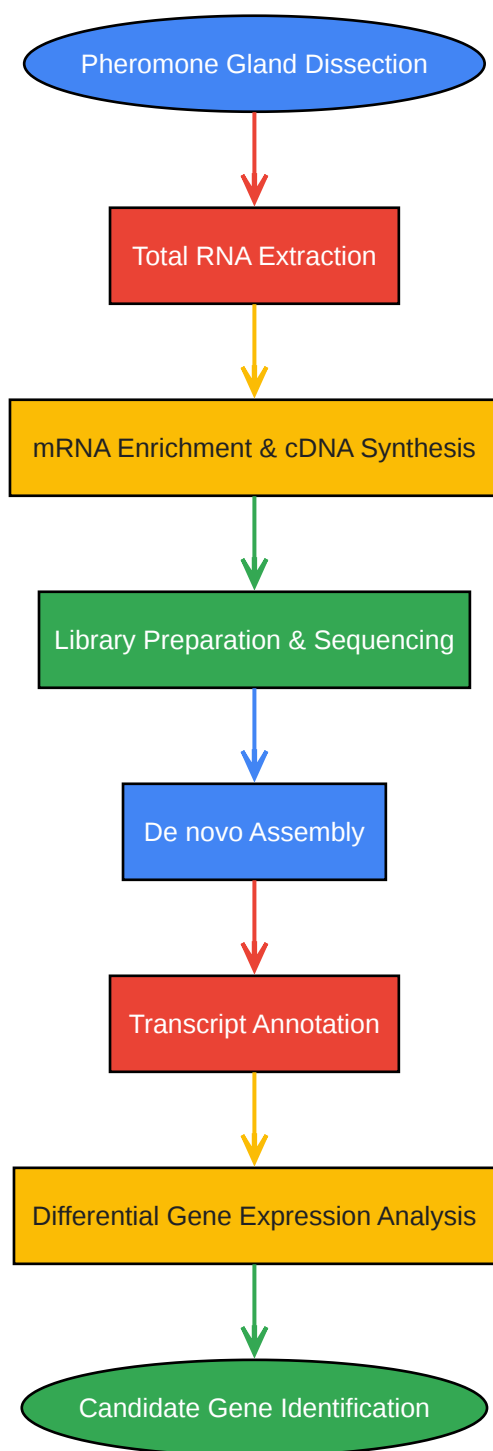 Pheromone Gland Dissection
Total RNA Extraction
mRNA Enrichment & cDNA Synthesis
Library Preparation & Sequencing
De novo Assembly
Transcript Annotation
Differential Gene Expression Analysis
Candidate Gene Identification